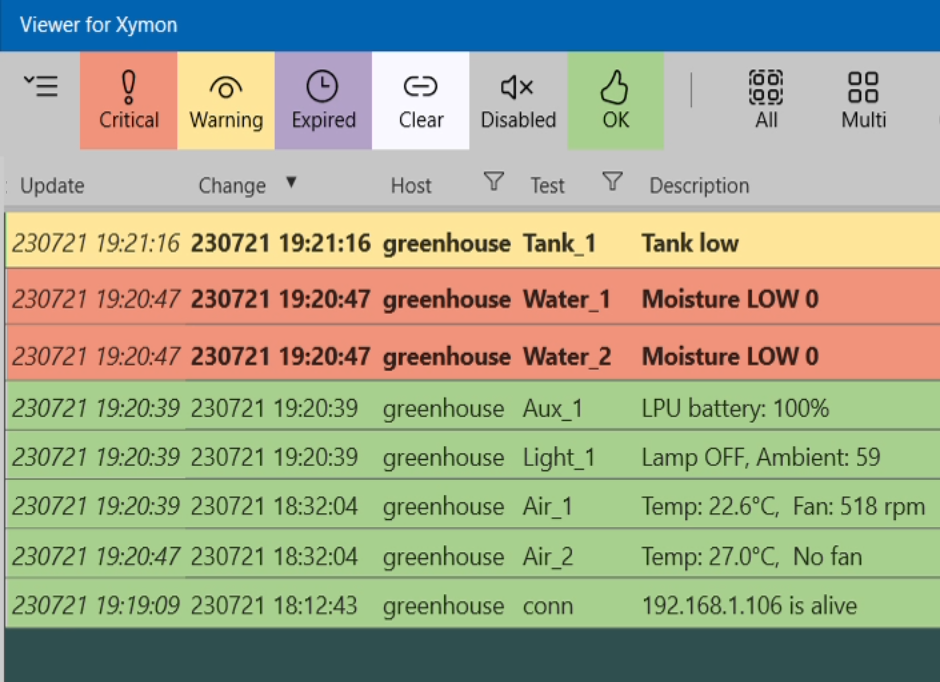 Viewer for Xymon
Critical Warning Expired Clear Disabled OK All Multi
Update Change Host Test Description
230721 19:21:16 230721 19:21:16 greenhouse Tank_1 Tank low
230721 19:20:47 230721 19:20:47 greenhouse Water_1 Moisture LOW 0
230721 19:20:47 230721 19:20:47 greenhouse Water_2 Moisture LOW 0
230721 19:20:39 230721 19:20:39 greenhouse Aux_1 LPU battery: 100%
230721 19:20:39 230721 19:20:39 greenhouse Light_1 Lamp OFF, Ambient: 59
230721 19:20:39 230721 18:32:04 greenhouse Air_1 Temp: 22.6°C, Fan: 518 rpm
230721 19:20:47 230721 18:32:04 greenhouse Air_2 Temp: 27.0°C, No fan
230721 19:19:09 230721 18:12:43 greenhouse conn 192.168.1.106 is alive